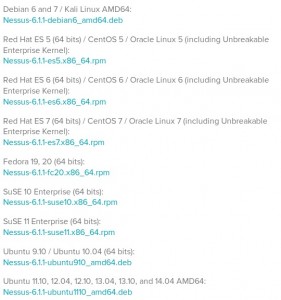 Debian 6 and 7 / Kali Linux AMD64:
Nessus-6.1.1-debian6_amd64.deb
Red Hat ES 5 (64 bits) / CentOS 5 / Oracle Linux 5 (including Unbreakable
Enterprise Kernel):
Nessus-6.1.1-es5.x86_64.rpm
Red Hat ES 6 (64 bits) / CentOS 6 / Oracle Linux 6 (including Unbreakable
Enterprise Kernel):
Nessus-6.1.1-es6.x86_64.rpm
Red Hat ES 7 (64 bits) / CentOS 7 / Oracle Linux 7 (including Unbreakable
Enterprise Kernel):
Nessus-6.1.1-es7.x86_64.rpm
Fedora 19, 20 (64 bits):
Nessus-6.1.1-fc20.x86_64.rpm
SuSE 10 Enterprise (64 bits):
Nessus-6.1.1-suse10.x86_64.rpm
SuSE 11 Enterprise (64 bits):
Nessus-6.1.1-suse11.x86_64.rpm
Ubuntu 9.10 / Ubuntu 10.04 (64 bits):
Nessus-6.1.1-ubuntu910_amd64.deb
Ubuntu 11.10, 12.04, 12.10, 13.04, 13.10, and 14.04 AMD64:
Nessus-6.1.1-ubuntu1110_amd64.deb